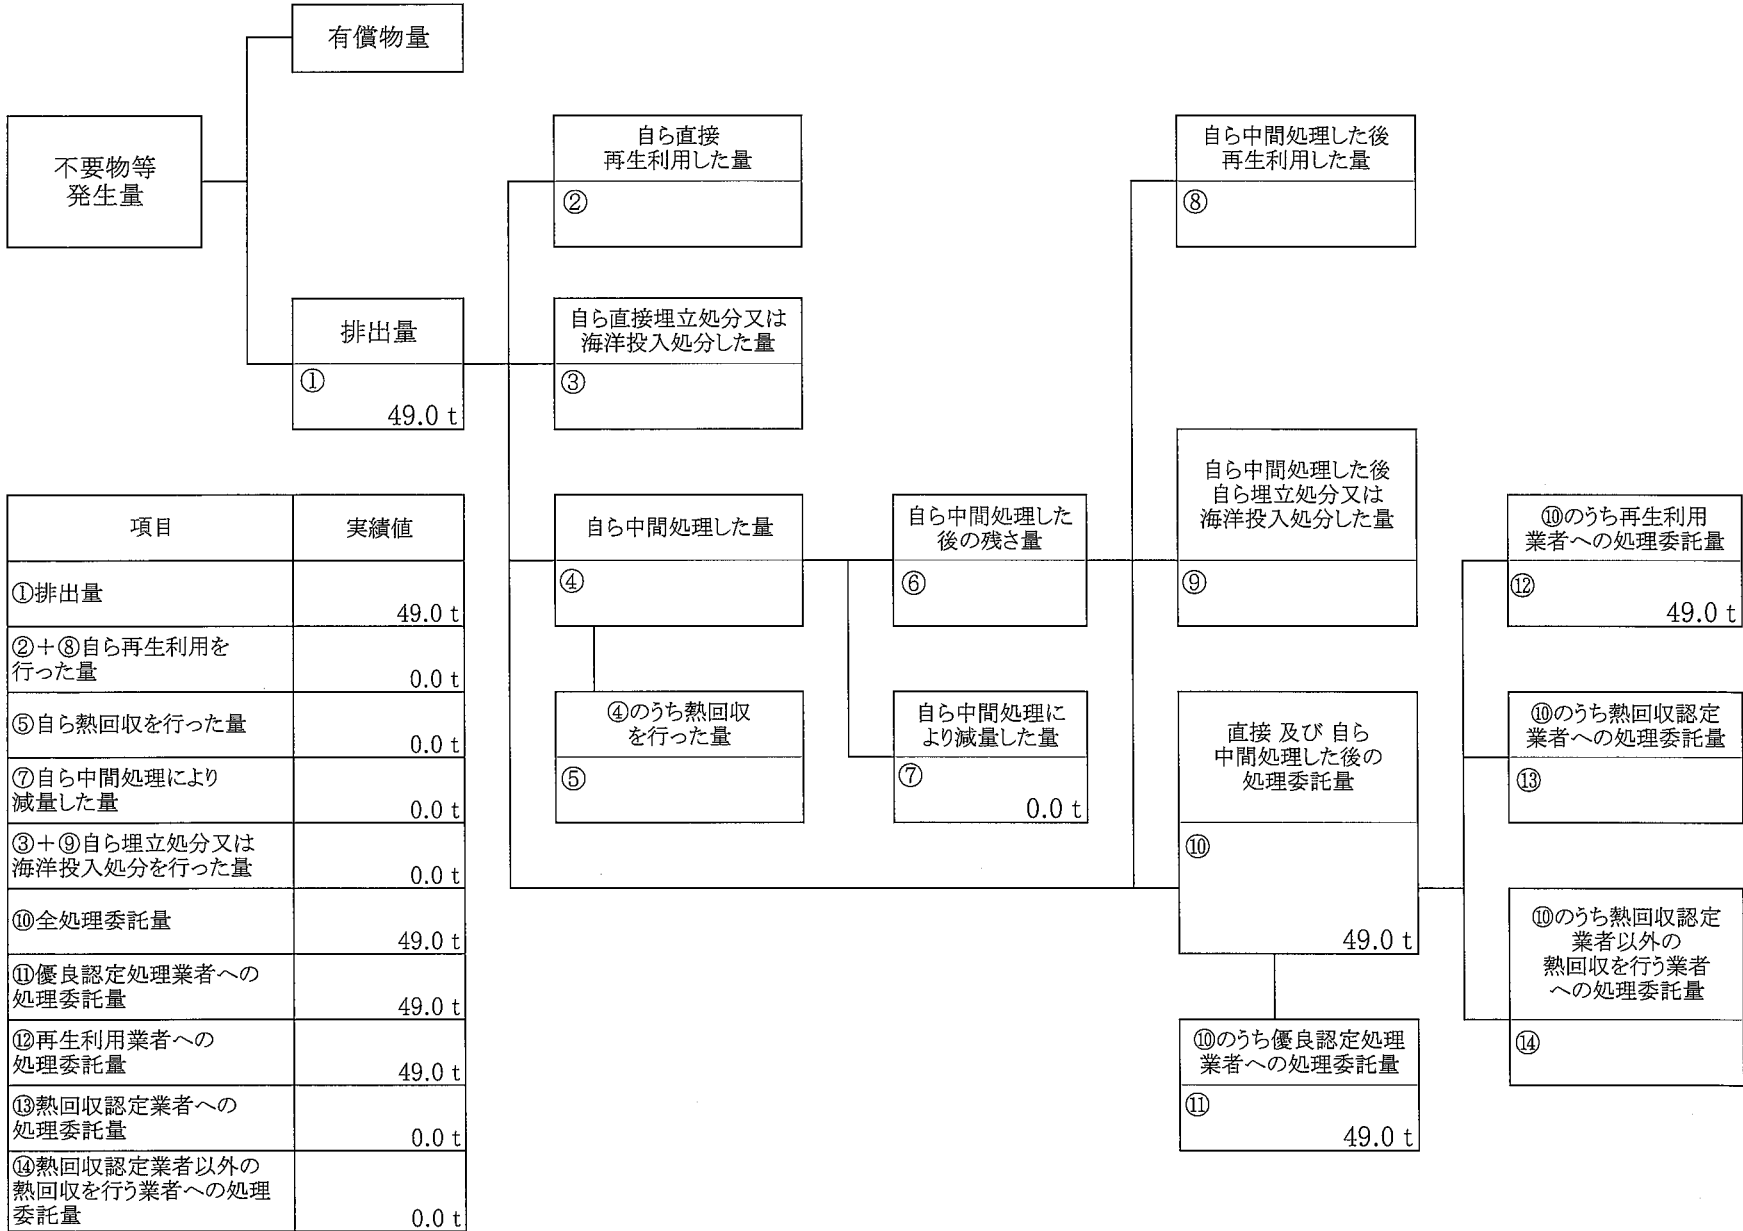 有償物量
不要物等
発生量
排出量
①
49.0 t
自ら直接
再生利用した量
②
自ら直接埋立処分又は
海洋投入処分した量
③
自ら中間処理した量
④
④のうち熱回収
を行った量
⑤
自ら中間処理した
後の残さ量
⑥
自ら中間処理に
より減量した量
⑦
0.0 t
自ら中間処理した後
再生利用した量
⑧
自ら中間処理した後
自ら埋立処分又は
海洋投入処分した量
⑨
直接 及び 自ら
中間処理した後の
処理委託量
⑩
49.0 t
⑩のうち優良認定処理
業者への処理委託量
⑪
49.0 t
⑩のうち再生利用
業者への処理委託量
⑫
49.0 t
⑩のうち熱回収認定
業者への処理委託量
⑬
⑩のうち熱回収認定
業者以外の
熱回収を行う業者
への処理委託量
⑭
項目 実績値
①排出量
49.0 t
②+⑧自ら再生利用を
行った量
0.0 t
⑤自ら熱回収を行った量
0.0 t
⑦自ら中間処理により
減量した量
0.0 t
③+⑨自ら埋立処分又は
海洋投入処分を行った量
0.0 t
⑩全処理委託量
49.0 t
⑪優良認定処理業者への
処理委託量
49.0 t
⑫再生利用業者への
処理委託量
49.0 t
⑬熱回収認定業者への
処理委託量
0.0 t
⑭熱回収認定業者以外の
熱回収を行う業者への処理
委託量
0.0 t